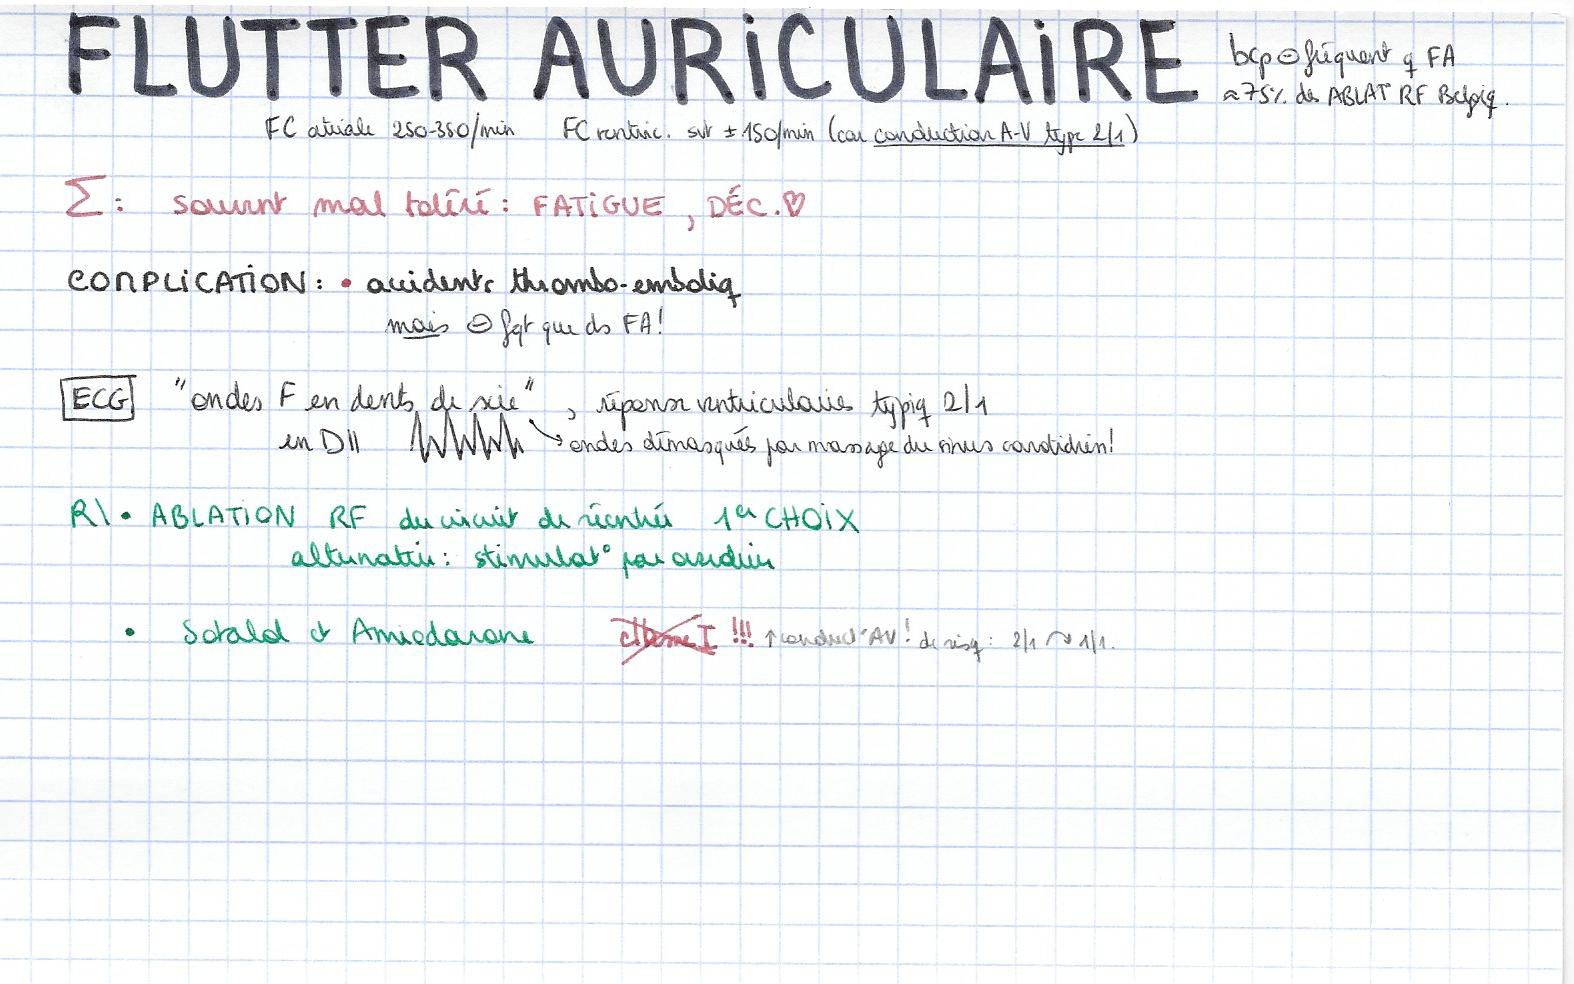 FLUTTER AURICULAIRE
bcp ⊖ fréquent q FA
≈75% des ABLAT° RF Belgiq.
FC atriale 250-350/min FC ventric. svt ±150/min (car conduction A-V type 2/1)
Σ: souvent mal toléré : FATIGUE, DÉC.♡
COMPLICATION : • accidents thrombo-emboliq
mais ⊖ fqt que ds FA!
ECG "ondes F en dents de scie", réponse ventriculaire typiq 2/1
en DII ondes démasqués par massage du sinus carotidien!
R\ • ABLATION RF du circuit de réentrée 1er CHOIX
alternative : stimulat° par overdrive
• Sotalol et Amiodarone classe I !!! ↑ conduct° AV! de risq: 2/1 → 1/1.